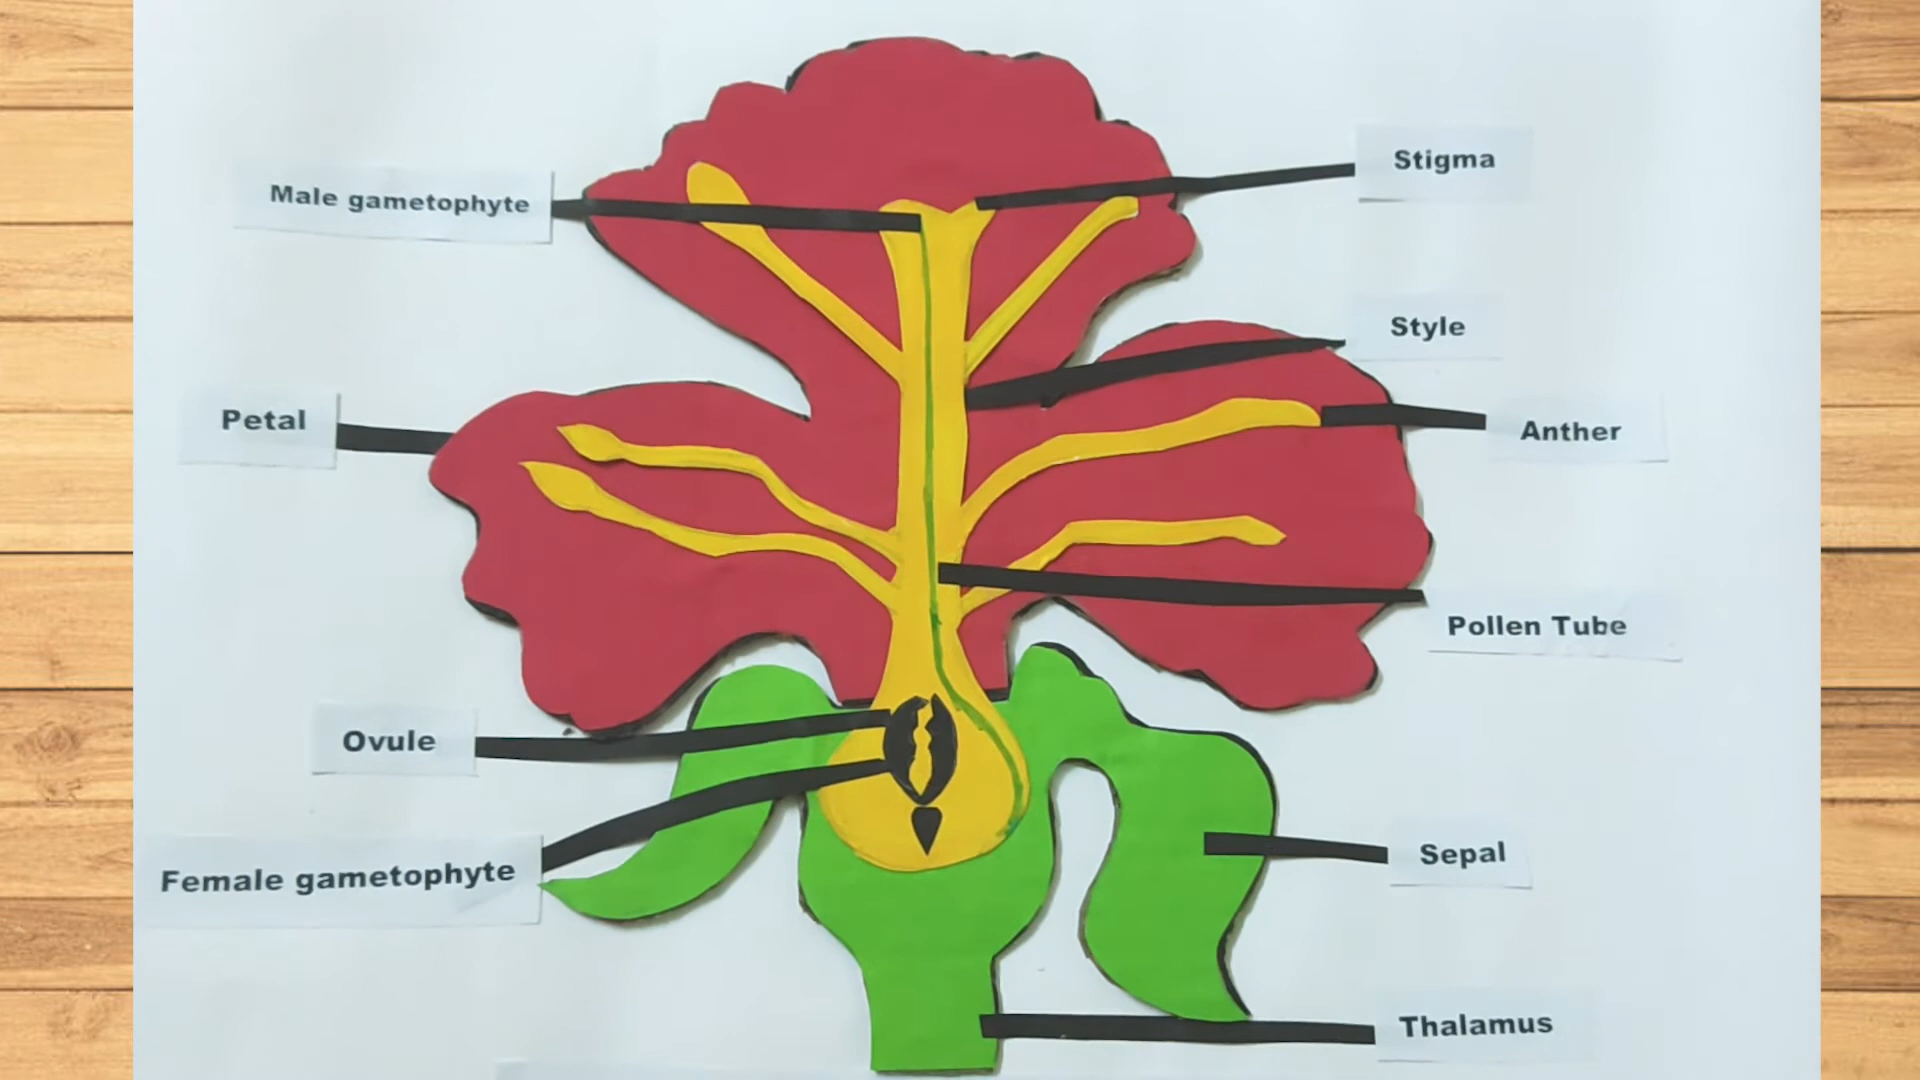 Stigma
Male gametophyte
Style
Petal
Anther
Pollen Tube
Ovule
Sepal
Female gametophyte
Thalamus